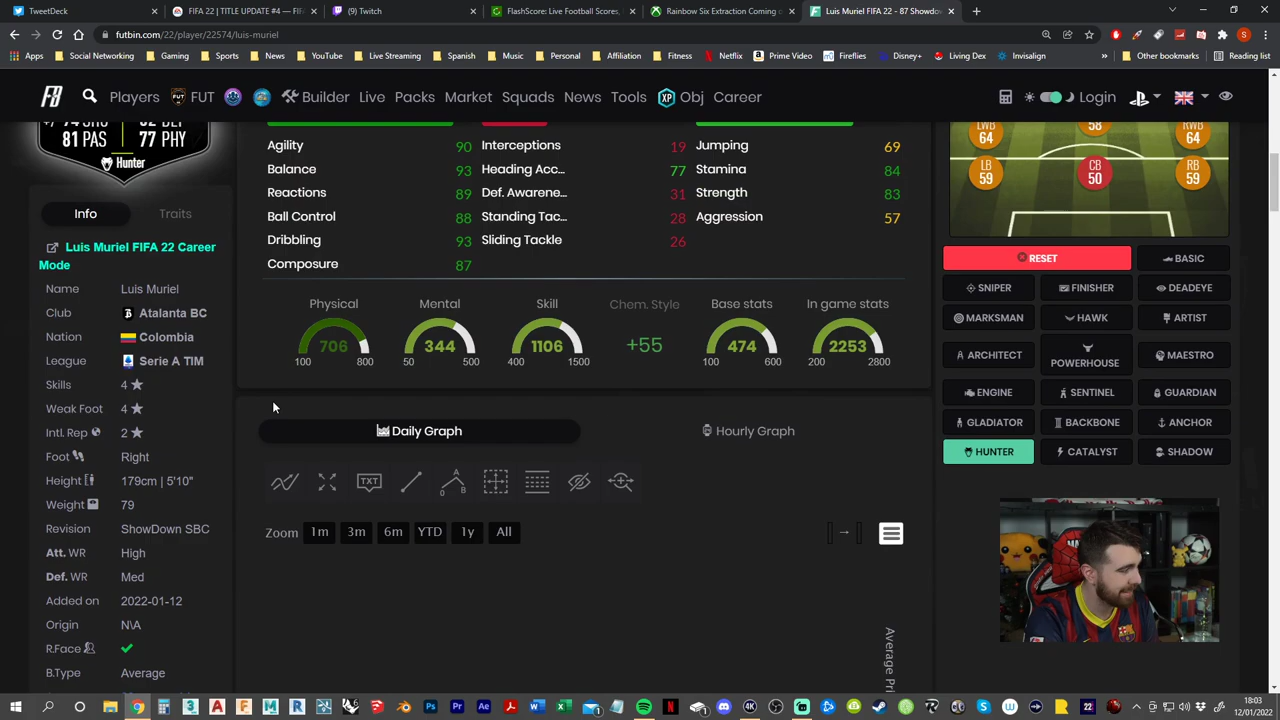 TweetDeck
FIFA 22 | TITLE UPDATE #4 —
(9) Twitch
FlashScore: Live Football Scores,
Rainbow Six Extraction Coming o
Luis Muriel FIFA 22 - 87 Showdo
futbin.com/22/player/22574/luis-muriel
Apps Social Networking Gaming Sports News YouTube Live Streaming Spanish Music Personal Affiliation Fitness Netflix Prime Video Fireflies Disney+ Living Dex Invisalign » Other bookmarks Reading list
Players FUT Builder Live Packs Market Squads News Tools XP Obj Career Login
81 PAS 77 PHY
Hunter
Info Traits
Luis Muriel FIFA 22 Career
Mode
Name Luis Muriel
Club Atalanta BC
Nation Colombia
League Serie A TIM
Skills 4
Weak Foot 4
Intl. Rep 2
Foot Right
Height 179cm | 5'10"
Weight 79
Revision ShowDown SBC
Att. WR High
Def. WR Med
Added on 2022-01-12
Origin N\A
R.Face
B.Type Average
Agility 90 Interceptions 19 Jumping 69
Balance 93 Heading Acc... 77 Stamina 84
Reactions 89 Def. Awarene... 31 Strength 83
Ball Control 88 Standing Tac... 28 Aggression 57
Dribbling 93 Sliding Tackle 26
Composure 87
Physical Mental Skill Chem. Style Base stats In game stats
706 344 1106 +55 474 2253
100 800 50 500 400 1500 100 600 200 2800
Daily Graph Hourly Graph
TXT
Zoom 1m 3m 6m YTD 1y All
Average Pri
LWB 58 RWB
64 64
LB CB RB
59 50 59
RESET BASIC
SNIPER FINISHER DEADEYE
MARKSMAN HAWK ARTIST
ARCHITECT POWERHOUSE MAESTRO
ENGINE SENTINEL GUARDIAN
GLADIATOR BACKBONE ANCHOR
HUNTER CATALYST SHADOW
18:03
12/01/2022